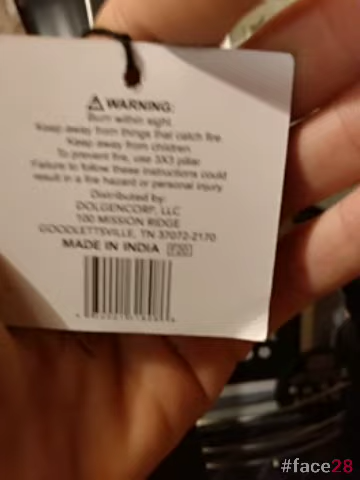 ⚠ WARNING:
Burn within sight
Keep away from things that catch fire
Keep away from children
To prevent fire, use 3X3 pillar
Failure to follow these instructions could
result in a fire hazard or personal injury
Distributed by:
DOLGENCORP, LLC
100 MISSION RIDGE
GOODLETTSVILLE, TN 37072-2170
MADE IN INDIA
#face28